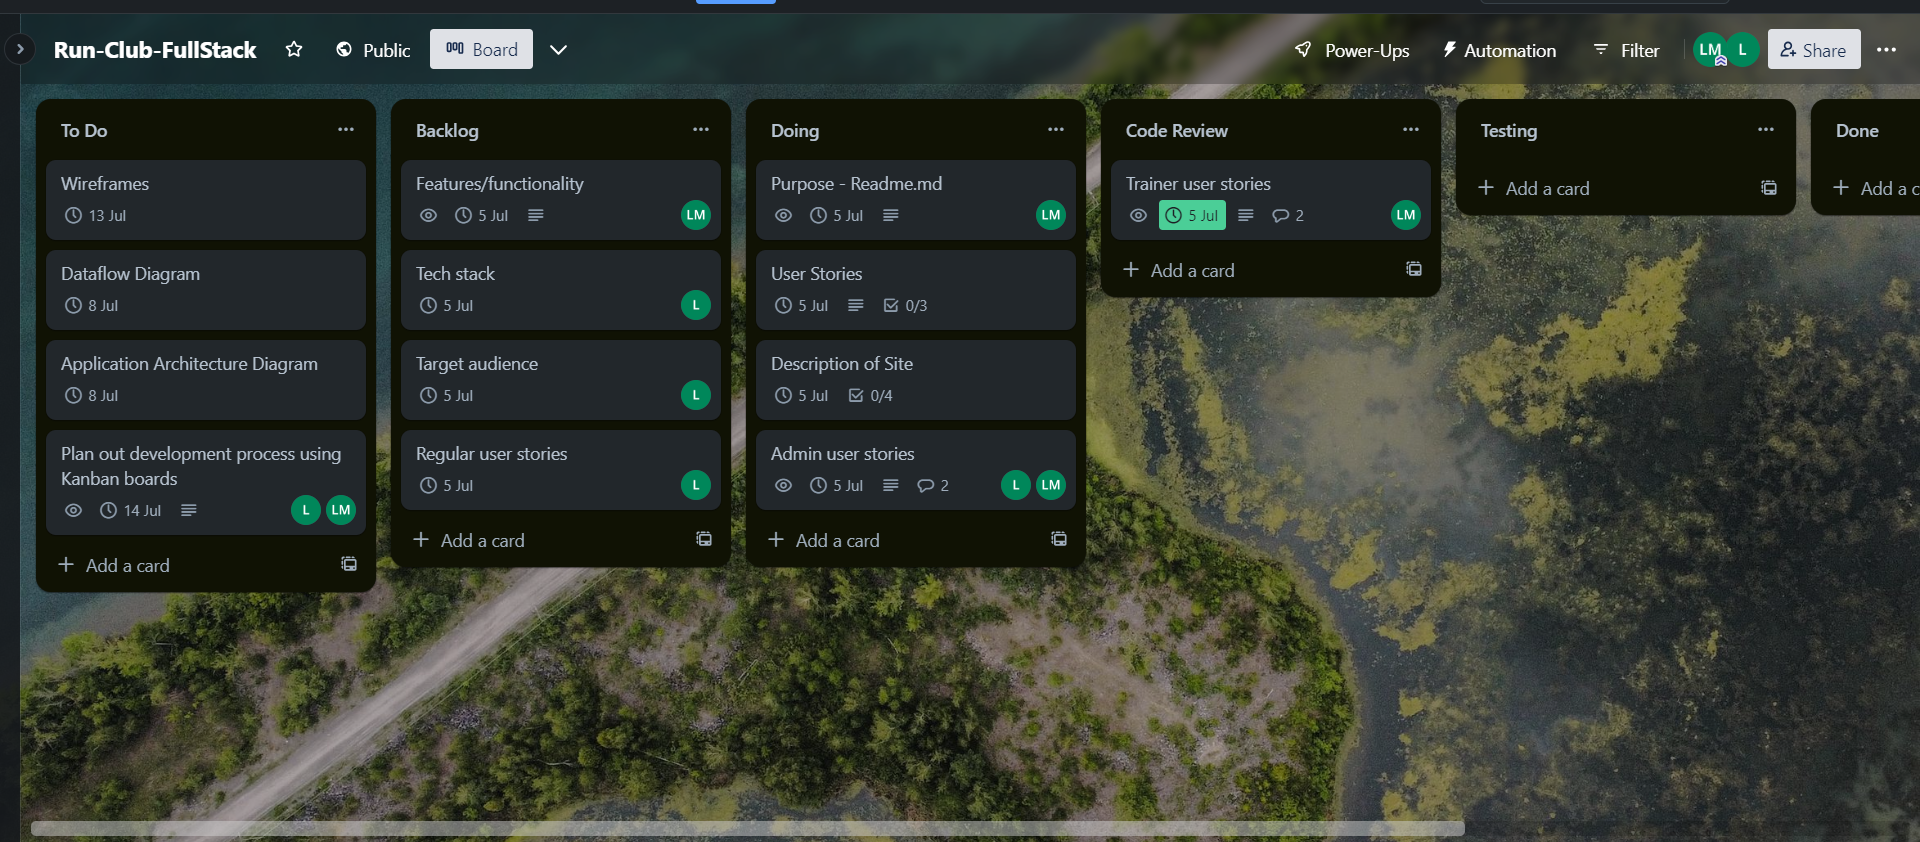 Run-Club-FullStack
Public
Board
Power-Ups
Automation
Filter
LM
L
Share
To Do
Wireframes
13 Jul
Dataflow Diagram
8 Jul
Application Architecture Diagram
8 Jul
Plan out development process using
Kanban boards
14 Jul
L
LM
Add a card
Backlog
Features/functionality
5 Jul
LM
Tech stack
5 Jul
L
Target audience
5 Jul
L
Regular user stories
5 Jul
L
Add a card
Doing
Purpose - Readme.md
5 Jul
LM
User Stories
5 Jul
0/3
Description of Site
5 Jul
0/4
Admin user stories
5 Jul
2
L
LM
Add a card
Code Review
Trainer user stories
5 Jul
2
LM
Add a card
Testing
Add a card
Done
Add a c